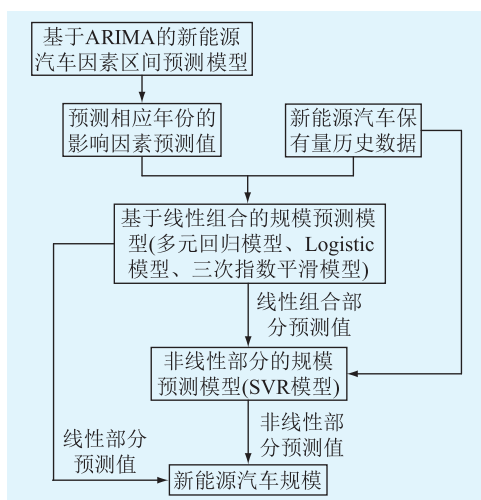 基于ARIMA的新能源
汽车因素区间预测模型
预测相应年份的
影响因素预测值
新能源汽车保
有量历史数据
基于线性组合的规模预测模
型(多元回归模型、Logistic
模型、三次指数平滑模型)
线性组合部
分预测值
非线性部分的规模
预测模型(SVR模型)
非线性部
分预测值
线性部分
预测值
新能源汽车规模